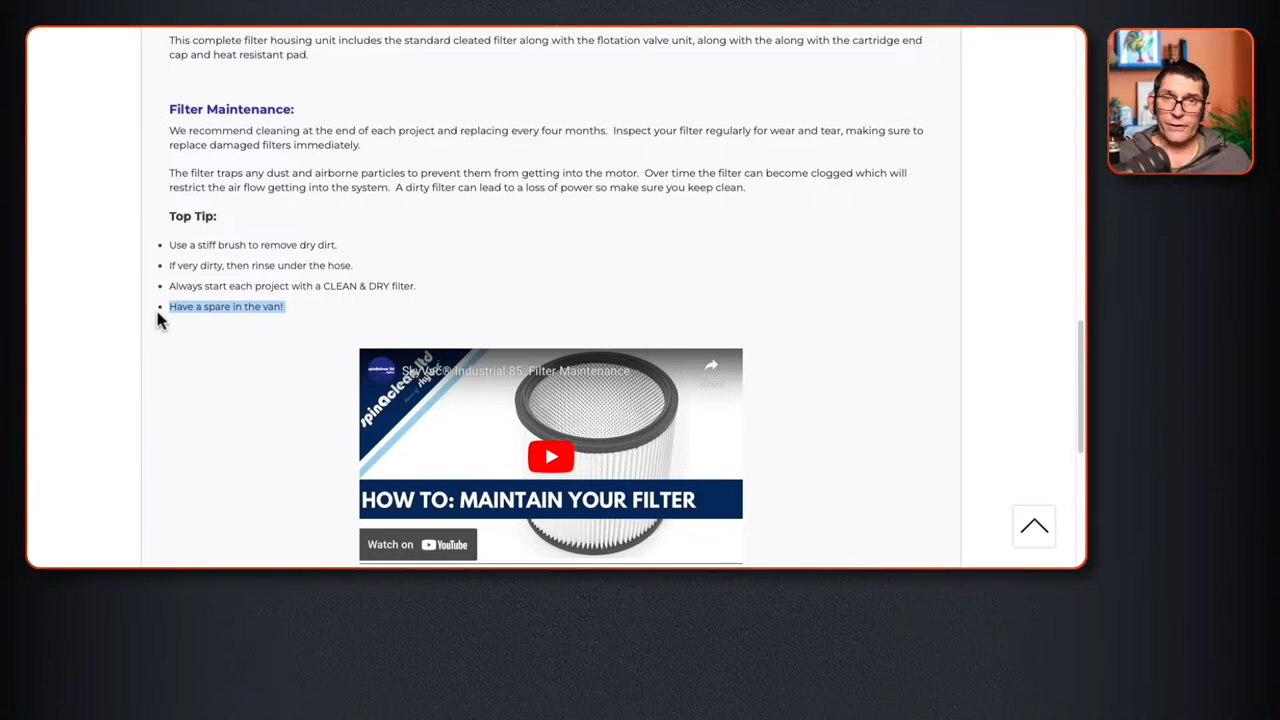 This complete filter housing unit includes the standard cleated filter along with the flotation valve unit, along with the along with the cartridge end
cap and heat resistant pad.
Filter Maintenance:
We recommend cleaning at the end of each project and replacing every four months.  Inspect your filter regularly for wear and tear, making sure to
replace damaged filters immediately.
The filter traps any dust and airborne particles to prevent them from getting into the motor.  Over time the filter can become clogged which will
restrict the air flow getting into the system.  A dirty filter can lead to a loss of power so make sure you keep clean.
Top Tip:
• Use a stiff brush to remove dry dirt.
• If very dirty, then rinse under the hose.
• Always start each project with a CLEAN & DRY filter.
• Have a spare in the van!
SkyVac® Industrial 85, Filter Maintenance
Share
spinaclean ltd
HOW TO: MAINTAIN YOUR FILTER
Watch on YouTube